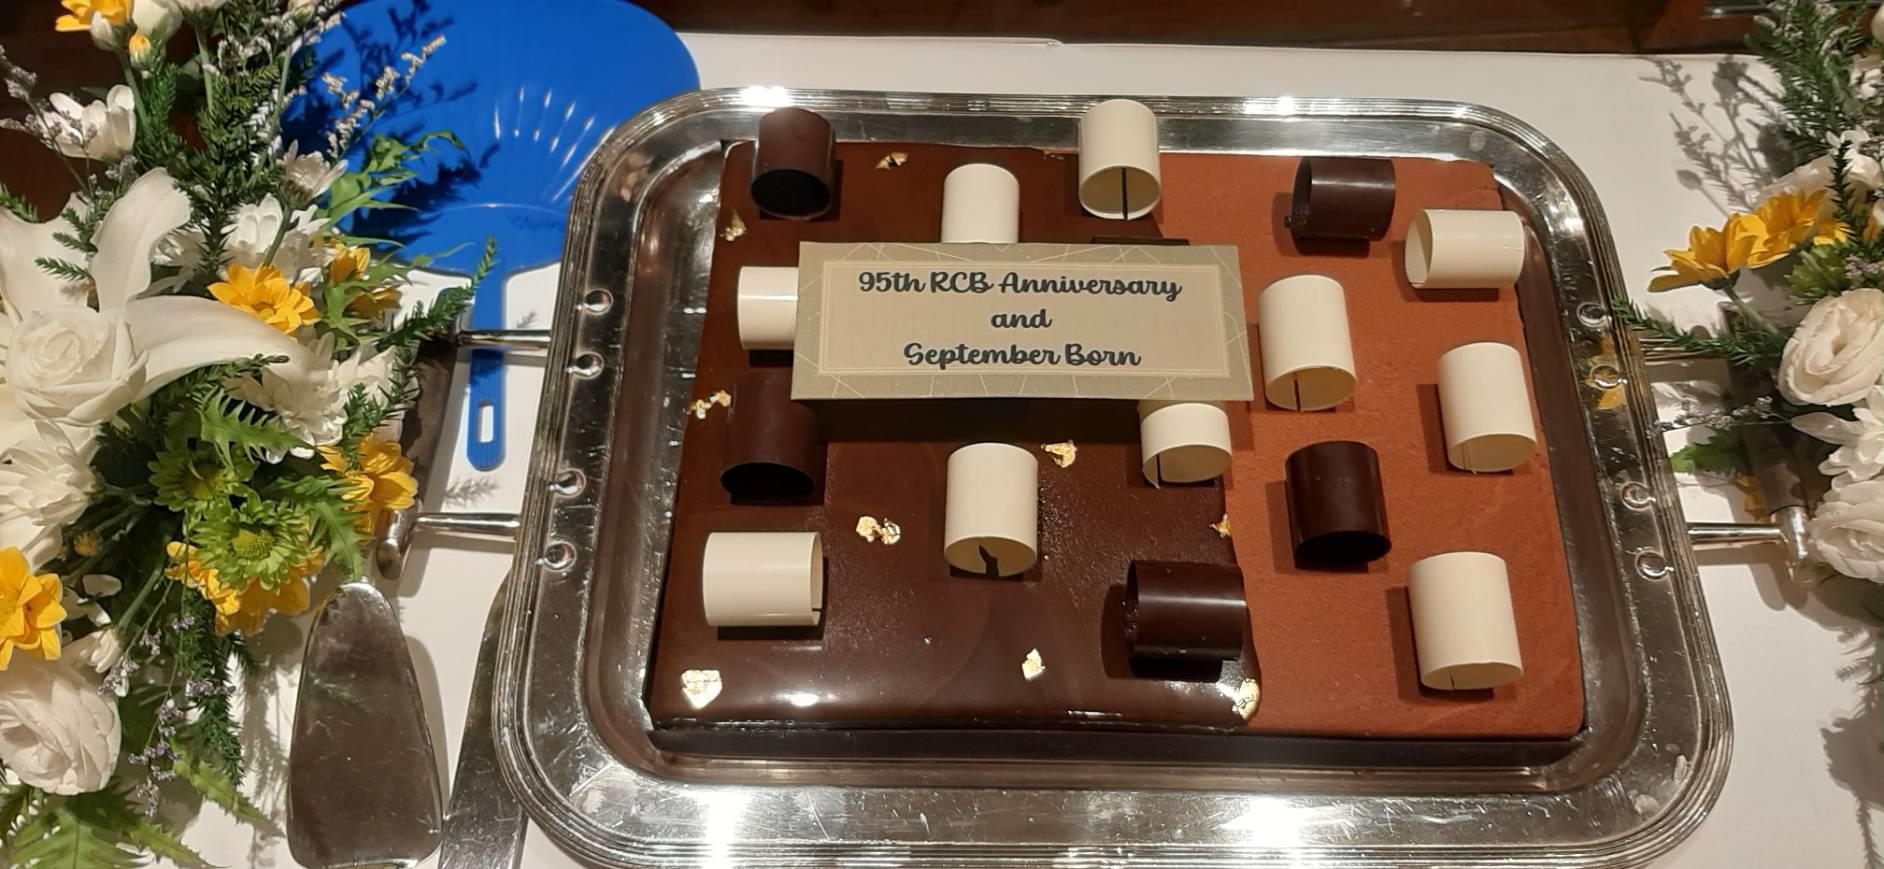 95th RCB Anniversary
and
September Born